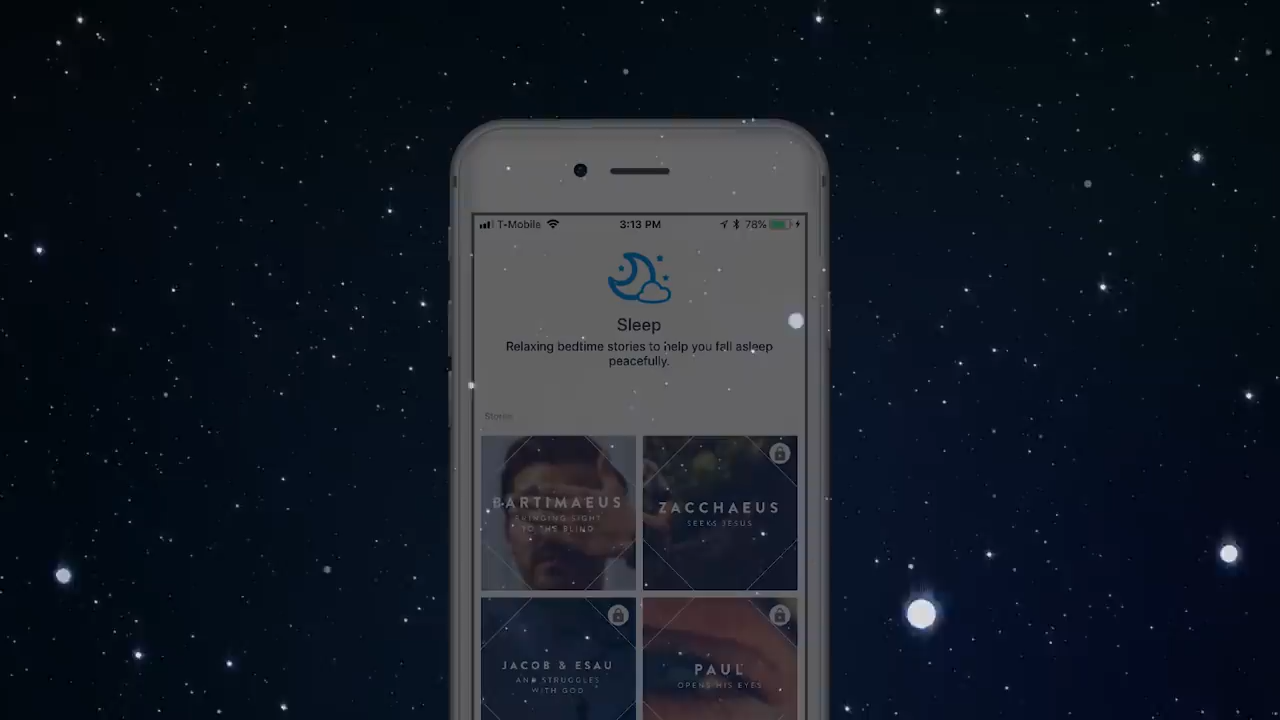 T-Mobile 3:13 PM 78%
Sleep
Relaxing bedtime stories to help you fall asleep
peacefully.
Stories
BARTIMAEUS
BRINGING SIGHT
TO THE BLIND
ZACCHAEUS
SEEKS JESUS
JACOB & ESAU
AND STRUGGLES
WITH GOD
PAUL
OPENS HIS EYES